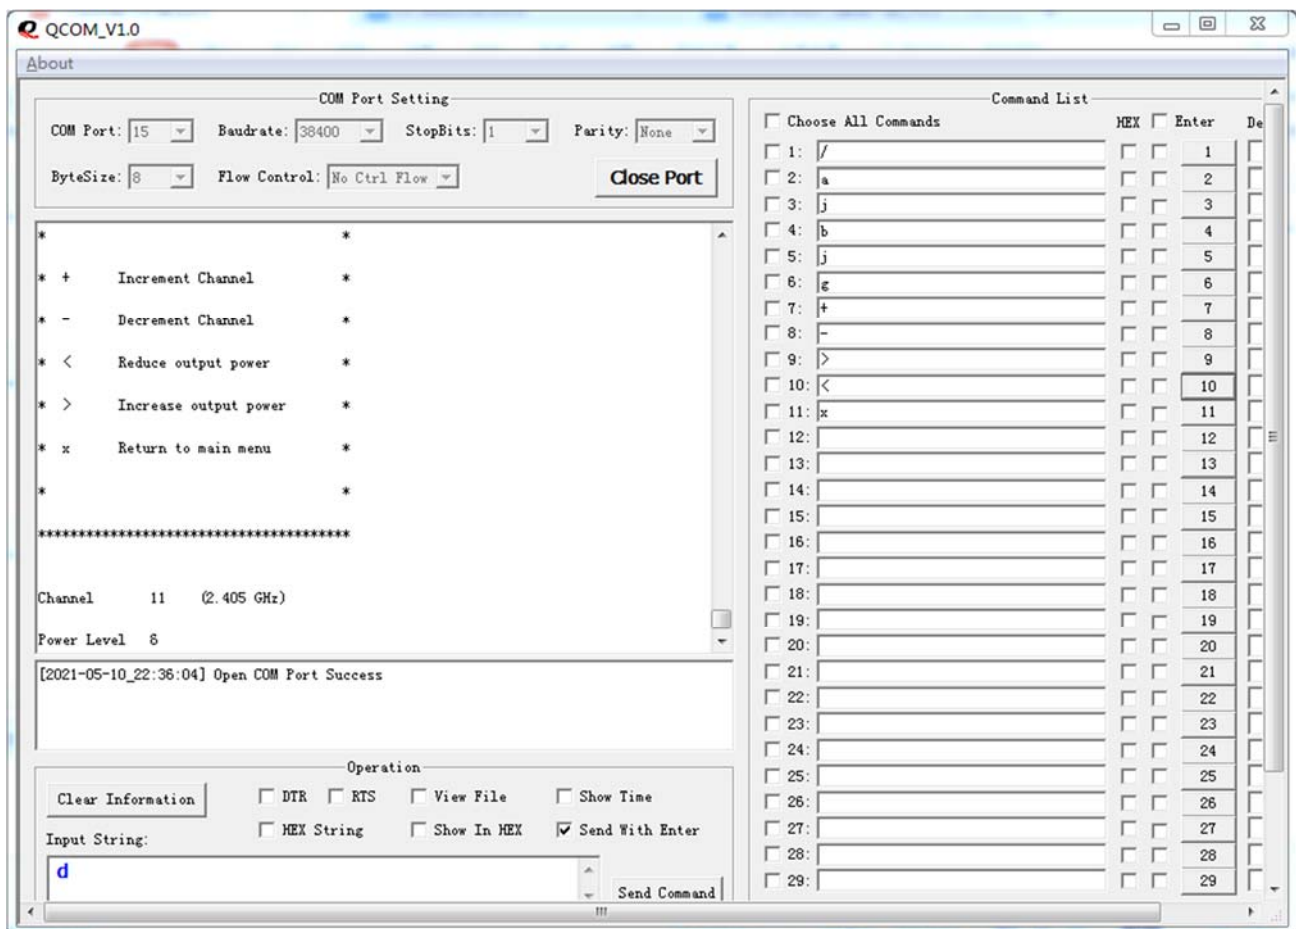 QCOM_V1.0
About
COM Port Setting
COM Port: 15 Baudrate: 38400 StopBits: 1 Parity: None
ByteSize: 8 Flow Control: No Ctrl Flow Close Port
* *
* + Increment Channel *
* - Decrement Channel *
* < Reduce output power *
* > Increase output power *
* x Return to main menu *
* *
***************************************
Channel 11 (2.405 GHz)
Power Level 8
[2021-05-10_22:36:04] Open COM Port Success
Operation
Clear Information DTR RTS View File Show Time
HEX String Show In HEX Send With Enter
Input String:
d
Send Command
Command List
Choose All Commands HEX Enter De
1: / 1
2: a 2
3: j 3
4: b 4
5: j 5
6: g 6
7: + 7
8: - 8
9: > 9
10: < 10
11: x 11
12: 12
13: 13
14: 14
15: 15
16: 16
17: 17
18: 18
19: 19
20: 20
21: 21
22: 22
23: 23
24: 24
25: 25
26: 26
27: 27
28: 28
29: 29